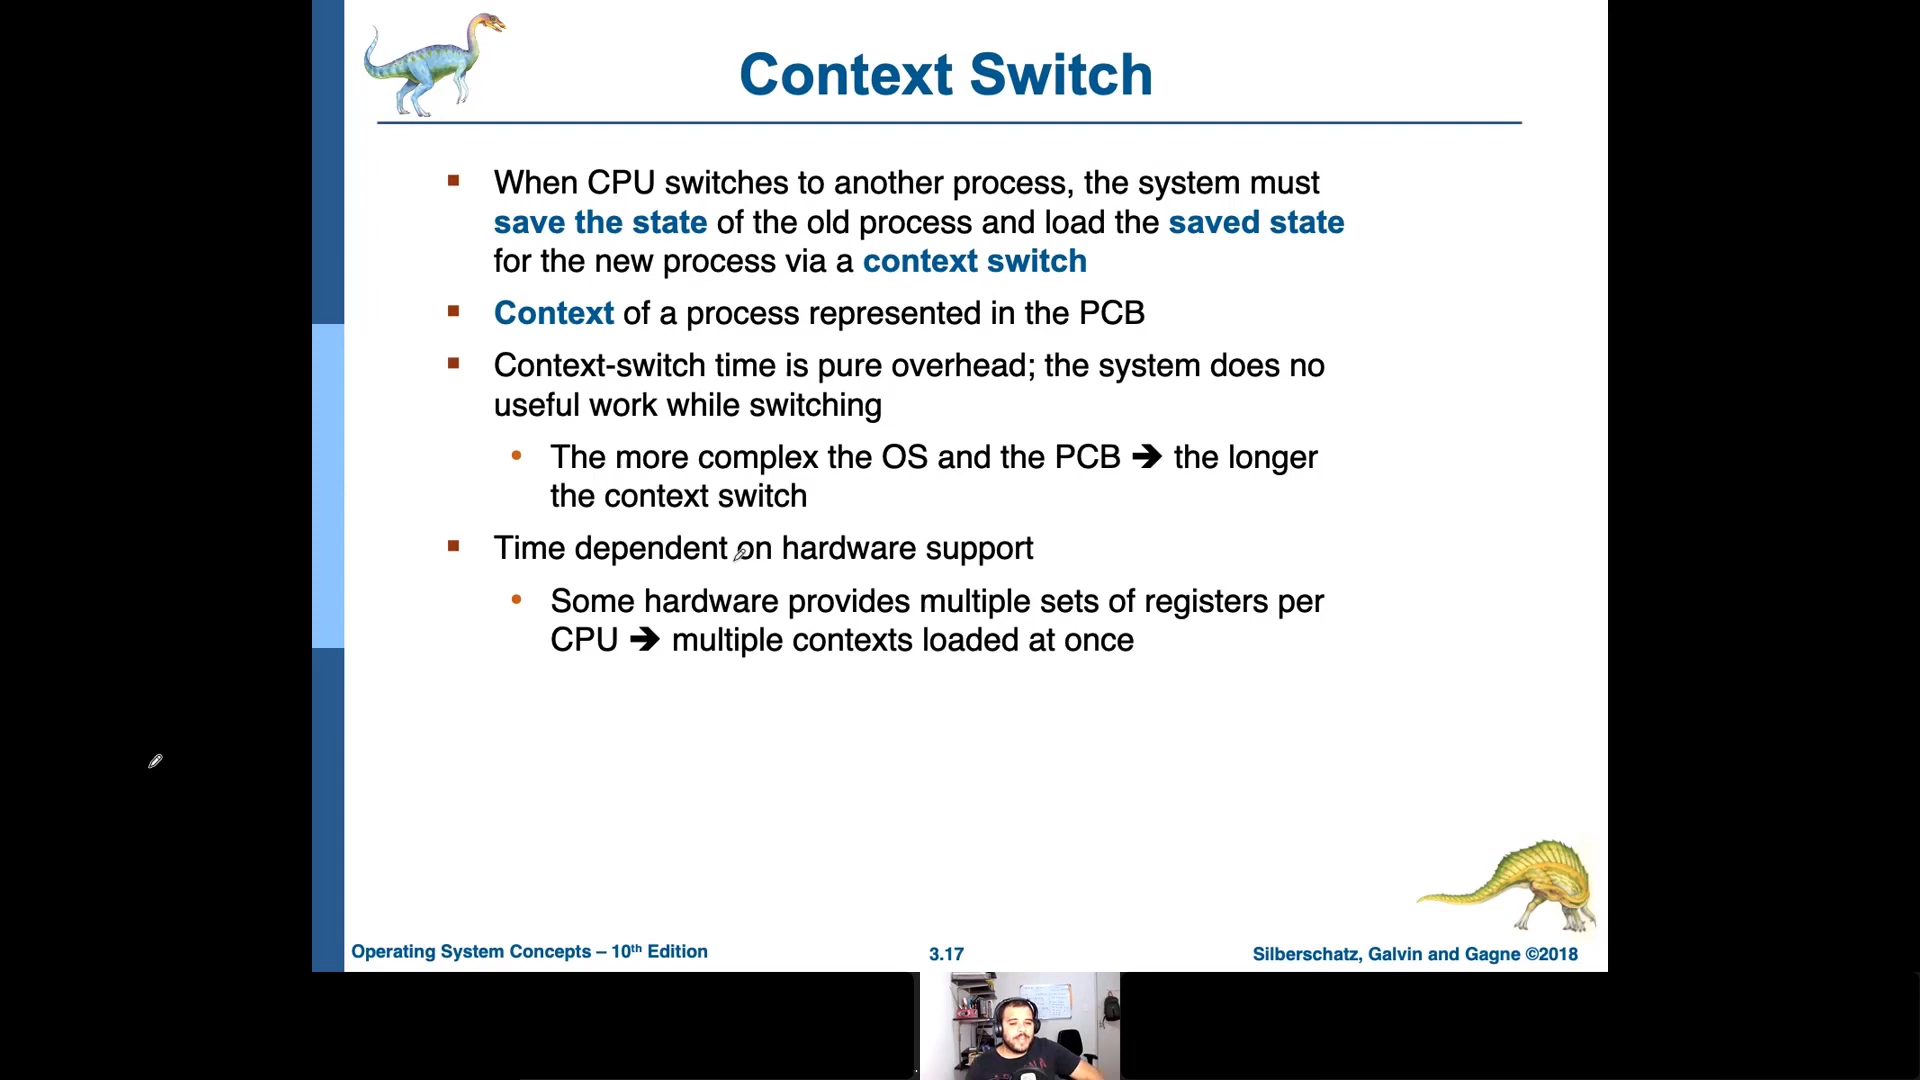 Context Switch
When CPU switches to another process, the system must
save the state of the old process and load the saved state
for the new process via a context switch
Context of a process represented in the PCB
Context-switch time is pure overhead; the system does no
useful work while switching
The more complex the OS and the PCB ➔ the longer
the context switch
Time dependent on hardware support
Some hardware provides multiple sets of registers per
CPU ➔ multiple contexts loaded at once
Operating System Concepts – 10th Edition
3.17
Silberschatz, Galvin and Gagne ©2018